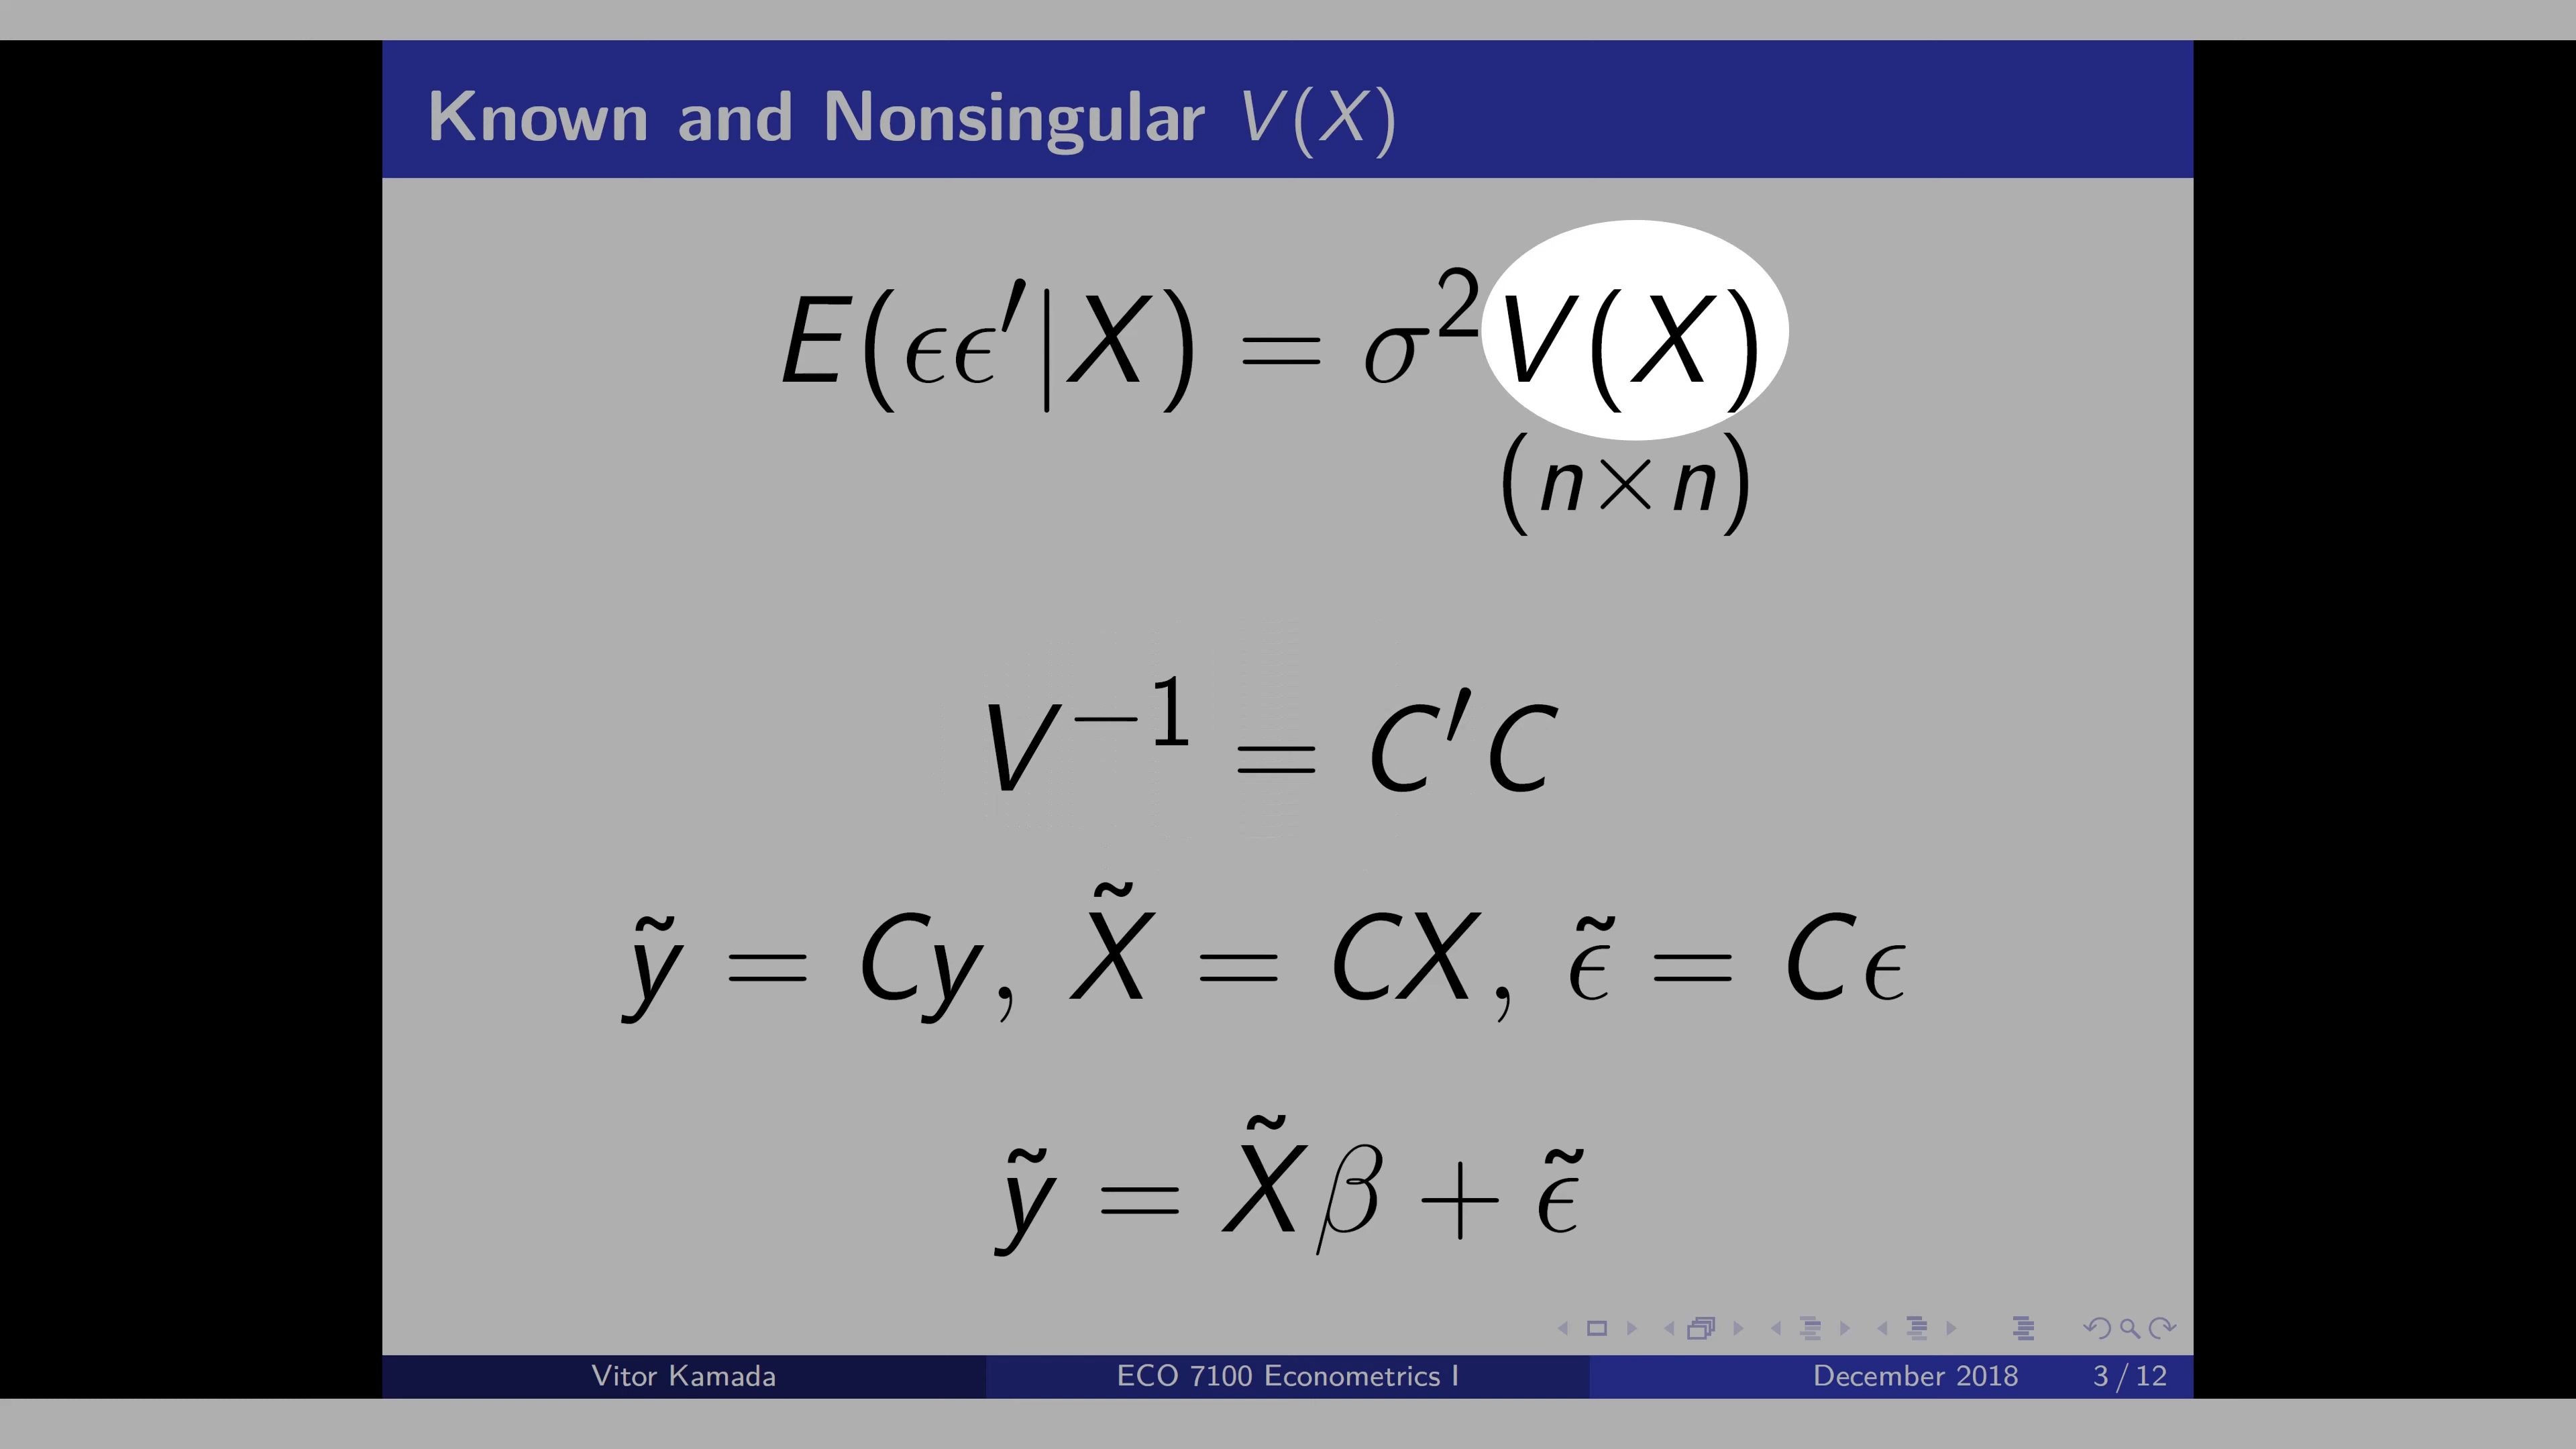 Known and Nonsingular V(X)
E(ϵϵ′|X) = σ²V(X)
(n×n)
V⁻¹ = C′C
ỹ = Cy, X̃ = CX, ϵ̃ = Cϵ
ỹ = X̃β + ϵ̃
Vitor Kamada ECO 7100 Econometrics I December 2018 3 / 12